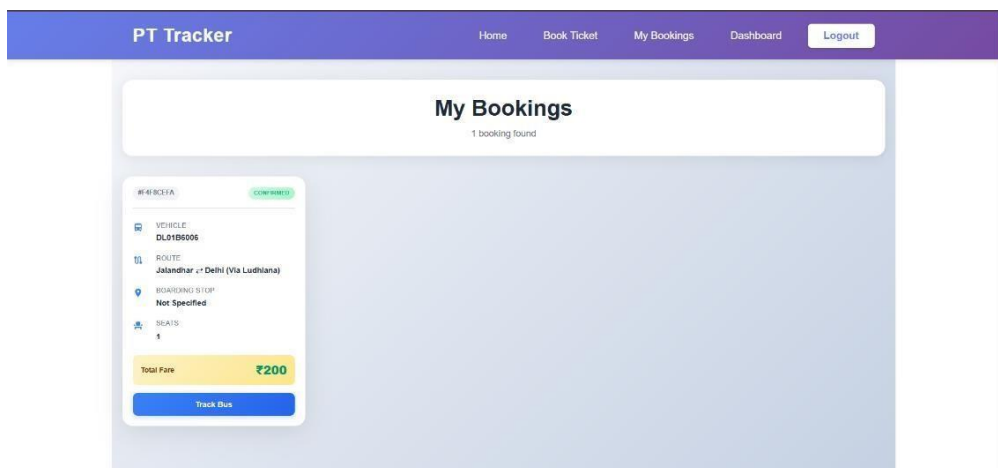 PT Tracker
Home
Book Ticket
My Bookings
Dashboard
Logout
My Bookings
1 booking found
CONFIRMED
VEHICLE
DL01B6006
ROUTE
Jalandhar ⇄ Delhi (Via Ludhiana)
BOARDING STOP
Not Specified
SEATS
1
Total Fare
₹200
Track Bus